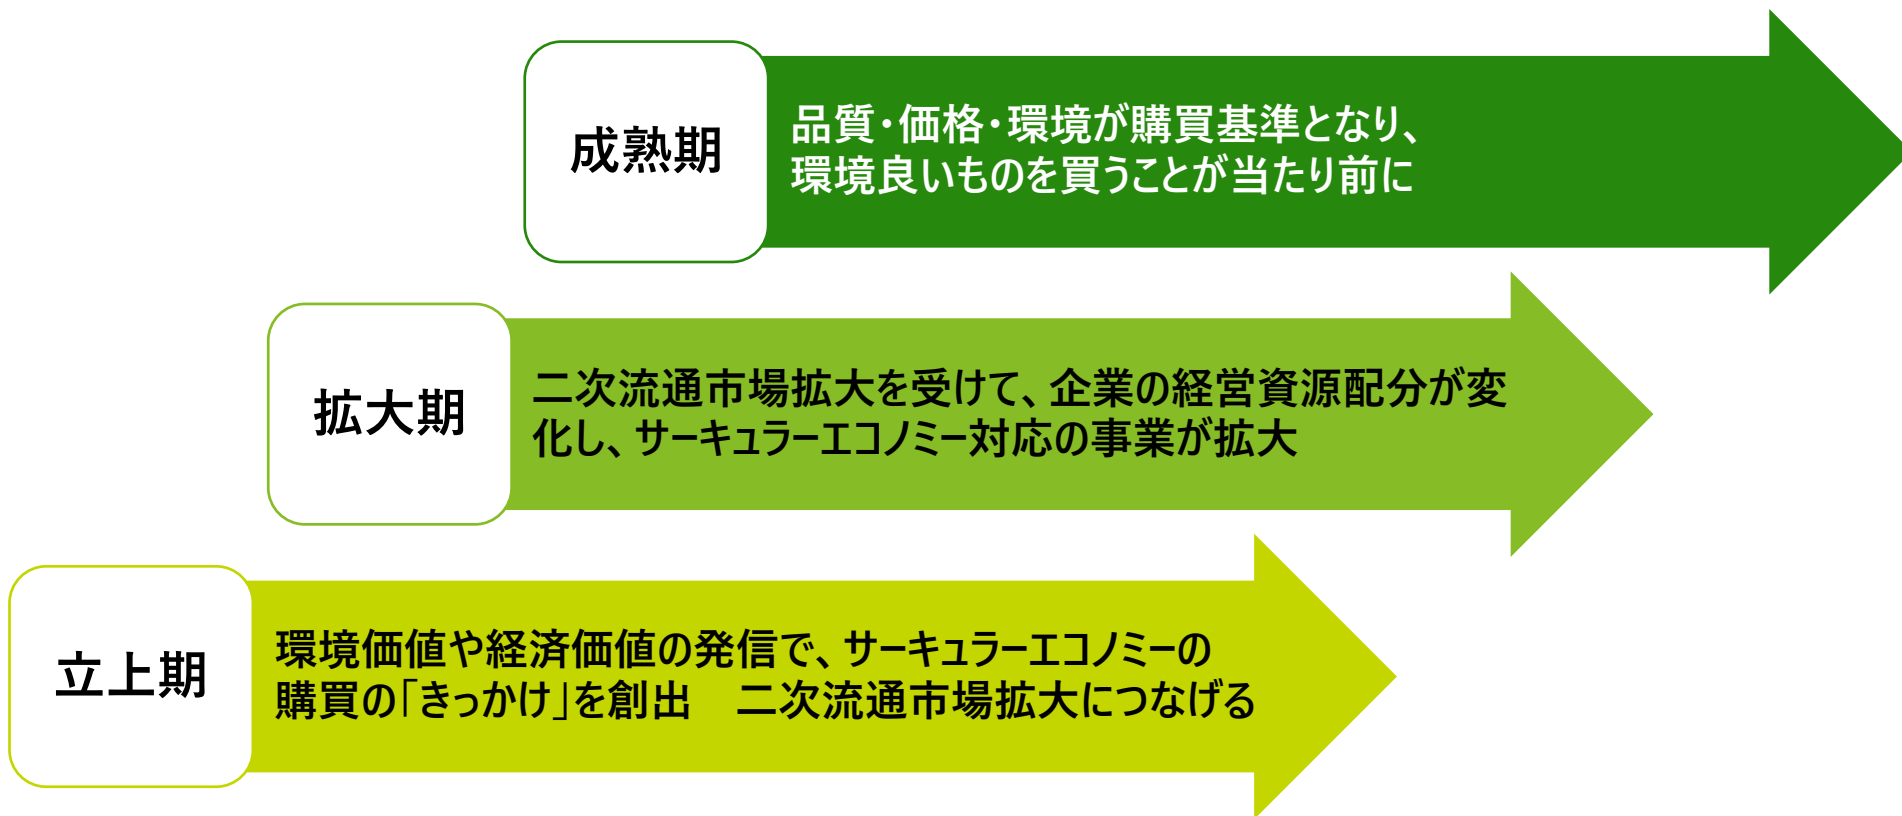 成熟期
品質・価格・環境が購買基準となり、
環境良いものを買うことが当たり前に
拡大期
二次流通市場拡大を受けて、企業の経営資源配分が変
化し、サーキュラーエコノミー対応の事業が拡大
立上期
環境価値や経済価値の発信で、サーキュラーエコノミーの
購買の「きっかけ」を創出　二次流通市場拡大につなげる